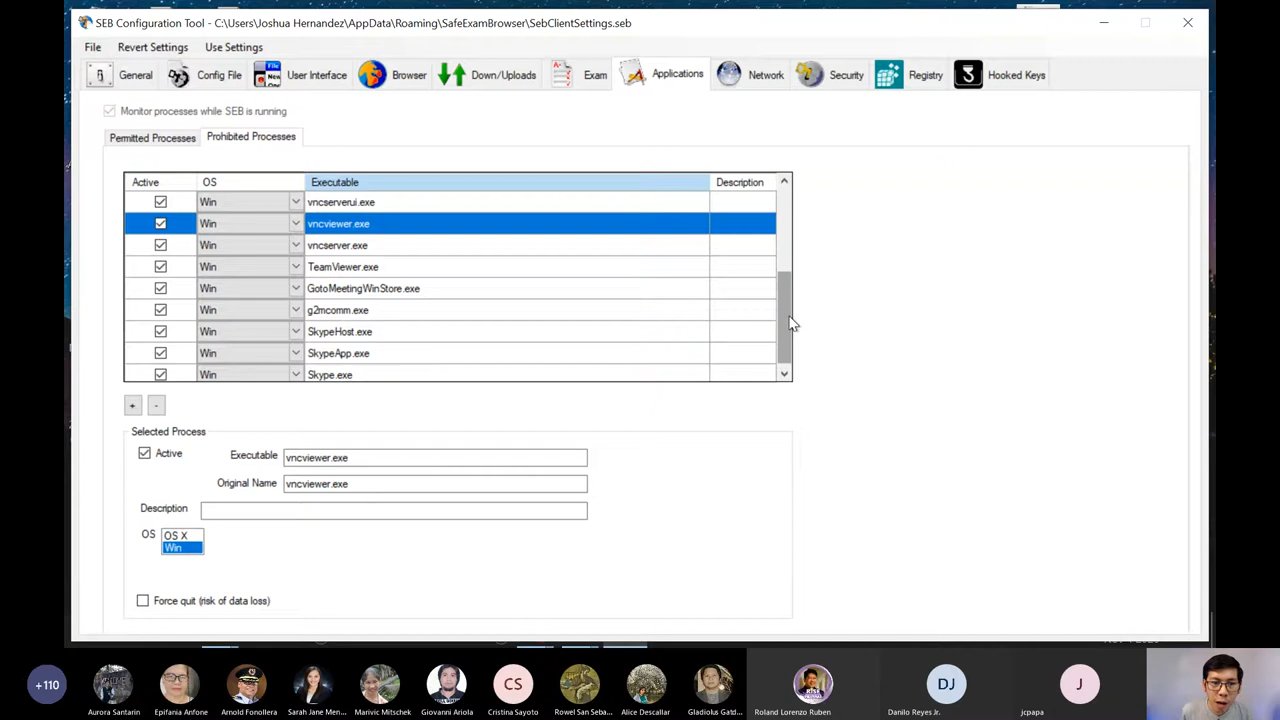 SEB Configuration Tool - C:\Users\Joshua Hernandez\AppData\Roaming\SafeExamBrowser\SebClientSettings.seb
File Revert Settings Use Settings
General Config File User Interface Browser Down/Uploads Exam Applications Network Security Registry Hooked Keys
Monitor processes while SEB is running
Permitted Processes Prohibited Processes
Active OS Executable Description
Win vncserverui.exe
Win vncviewer.exe
Win vncserver.exe
Win TeamViewer.exe
Win GotoMeetingWinStore.exe
Win g2mcomm.exe
Win SkypeHost.exe
Win SkypeApp.exe
Win Skype.exe
+ -
Selected Process
Active Executable vncviewer.exe
Original Name vncviewer.exe
Description
OS OS X
Win
Force quit (risk of data loss)
+110 CS DJ J
Aurora Santarin Epifania Anfone Arnold Fonollera Sarah Jane Men... Marivic Mitschek Giovanni Ariola Cristina Sayoto Rowel San Seba... Alice Descallar Gladiolus Gatd... Roland Lorenzo Ruben Danilo Reyes Jr. jcpapa